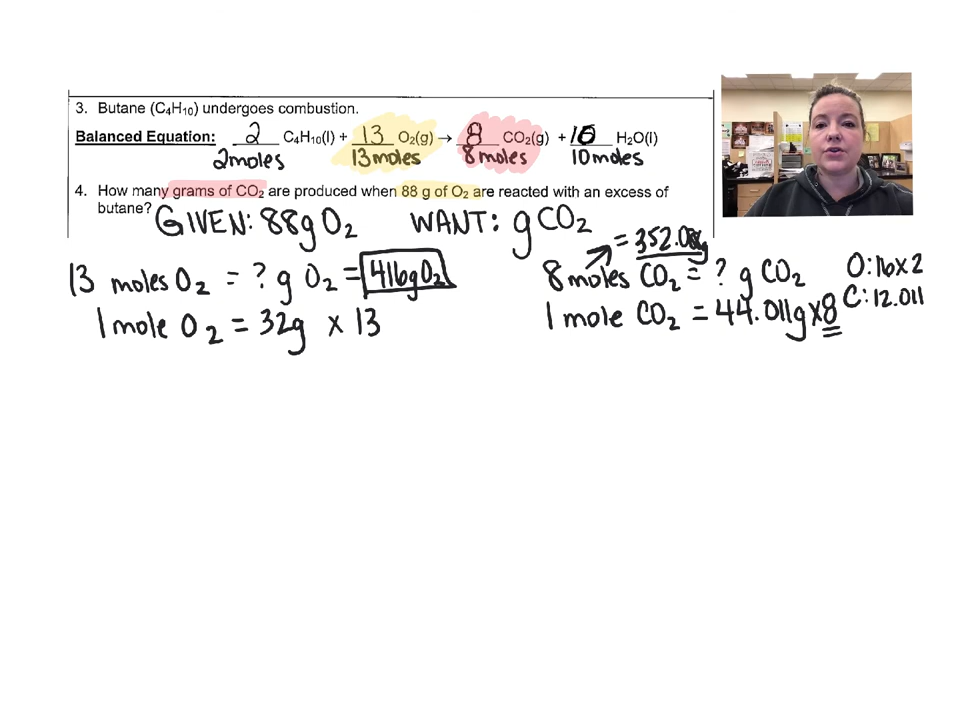 3. Butane (C4H10) undergoes combustion.
Balanced Equation: 2 C4H10(l) + 13 O2(g) → 8 CO2(g) + 10 H2O(l)
2moles 13moles 8moles 10moles
4. How many grams of CO2 are produced when 88 g of O2 are reacted with an excess of
butane?
GIVEN: 88g O2 WANT: g CO2
= 352.088g
13 moles O2 = ? g O2 = 416g O2
8 moles CO2 = ? g CO2
O: 16 x 2
1 mole O2 = 32g x 13
1 mole CO2 = 44.011g x 8
C: 12.011